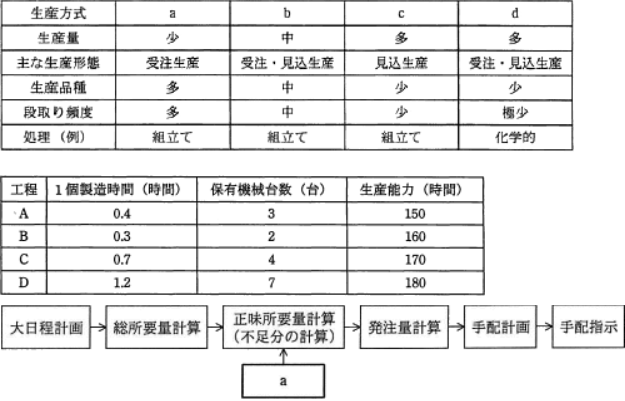 生産方式 a b c d
生産量 少 中 多 多
主な生産形態 受注生産 受注・見込生産 見込生産 受注・見込生産
生産品種 多 中 少 少
段取り頻度 多 中 少 極少
処理（例） 組立て 組立て 組立て 化学的
工程 1個製造時間（時間） 保有機械台数（台） 生産能力（時間）
A 0.4 3 150
B 0.3 2 160
C 0.7 4 170
D 1.2 7 180
大日程計画 総所要量計算 正味所要量計算 発注量計算 手配計画 手配指示
（不足分の計算）
a